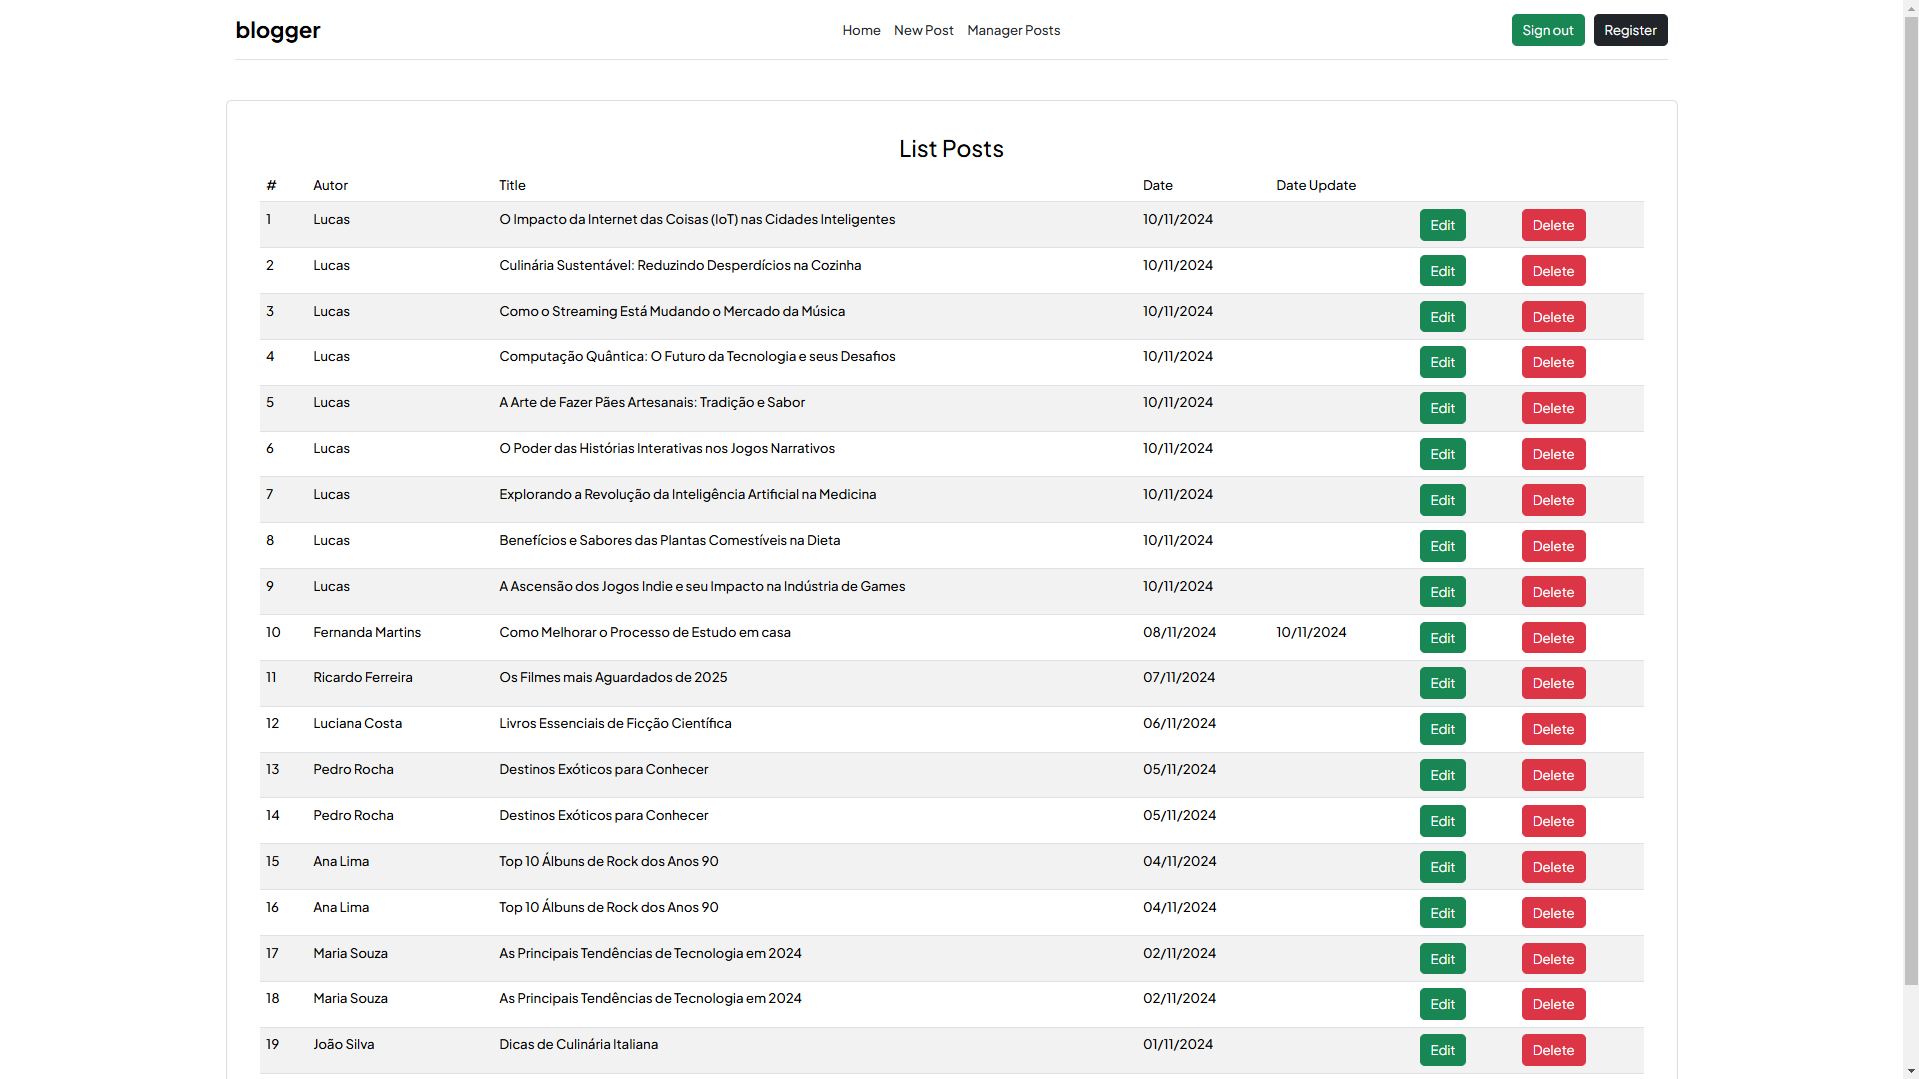 blogger Home New Post Manager Posts Sign out Register
List Posts
# Autor Title Date Date Update
1 Lucas O Impacto da Internet das Coisas (IoT) nas Cidades Inteligentes 10/11/2024 Edit Delete
2 Lucas Culinária Sustentável: Reduzindo Desperdícios na Cozinha 10/11/2024 Edit Delete
3 Lucas Como o Streaming Está Mudando o Mercado da Música 10/11/2024 Edit Delete
4 Lucas Computação Quântica: O Futuro da Tecnologia e seus Desafios 10/11/2024 Edit Delete
5 Lucas A Arte de Fazer Pães Artesanais: Tradição e Sabor 10/11/2024 Edit Delete
6 Lucas O Poder das Histórias Interativas nos Jogos Narrativos 10/11/2024 Edit Delete
7 Lucas Explorando a Revolução da Inteligência Artificial na Medicina 10/11/2024 Edit Delete
8 Lucas Benefícios e Sabores das Plantas Comestíveis na Dieta 10/11/2024 Edit Delete
9 Lucas A Ascensão dos Jogos Indie e seu Impacto na Indústria de Games 10/11/2024 Edit Delete
10 Fernanda Martins Como Melhorar o Processo de Estudo em casa 08/11/2024 10/11/2024 Edit Delete
11 Ricardo Ferreira Os Filmes mais Aguardados de 2025 07/11/2024 Edit Delete
12 Luciana Costa Livros Essenciais de Ficção Científica 06/11/2024 Edit Delete
13 Pedro Rocha Destinos Exóticos para Conhecer 05/11/2024 Edit Delete
14 Pedro Rocha Destinos Exóticos para Conhecer 05/11/2024 Edit Delete
15 Ana Lima Top 10 Álbuns de Rock dos Anos 90 04/11/2024 Edit Delete
16 Ana Lima Top 10 Álbuns de Rock dos Anos 90 04/11/2024 Edit Delete
17 Maria Souza As Principais Tendências de Tecnologia em 2024 02/11/2024 Edit Delete
18 Maria Souza As Principais Tendências de Tecnologia em 2024 02/11/2024 Edit Delete
19 João Silva Dicas de Culinária Italiana 01/11/2024 Edit Delete